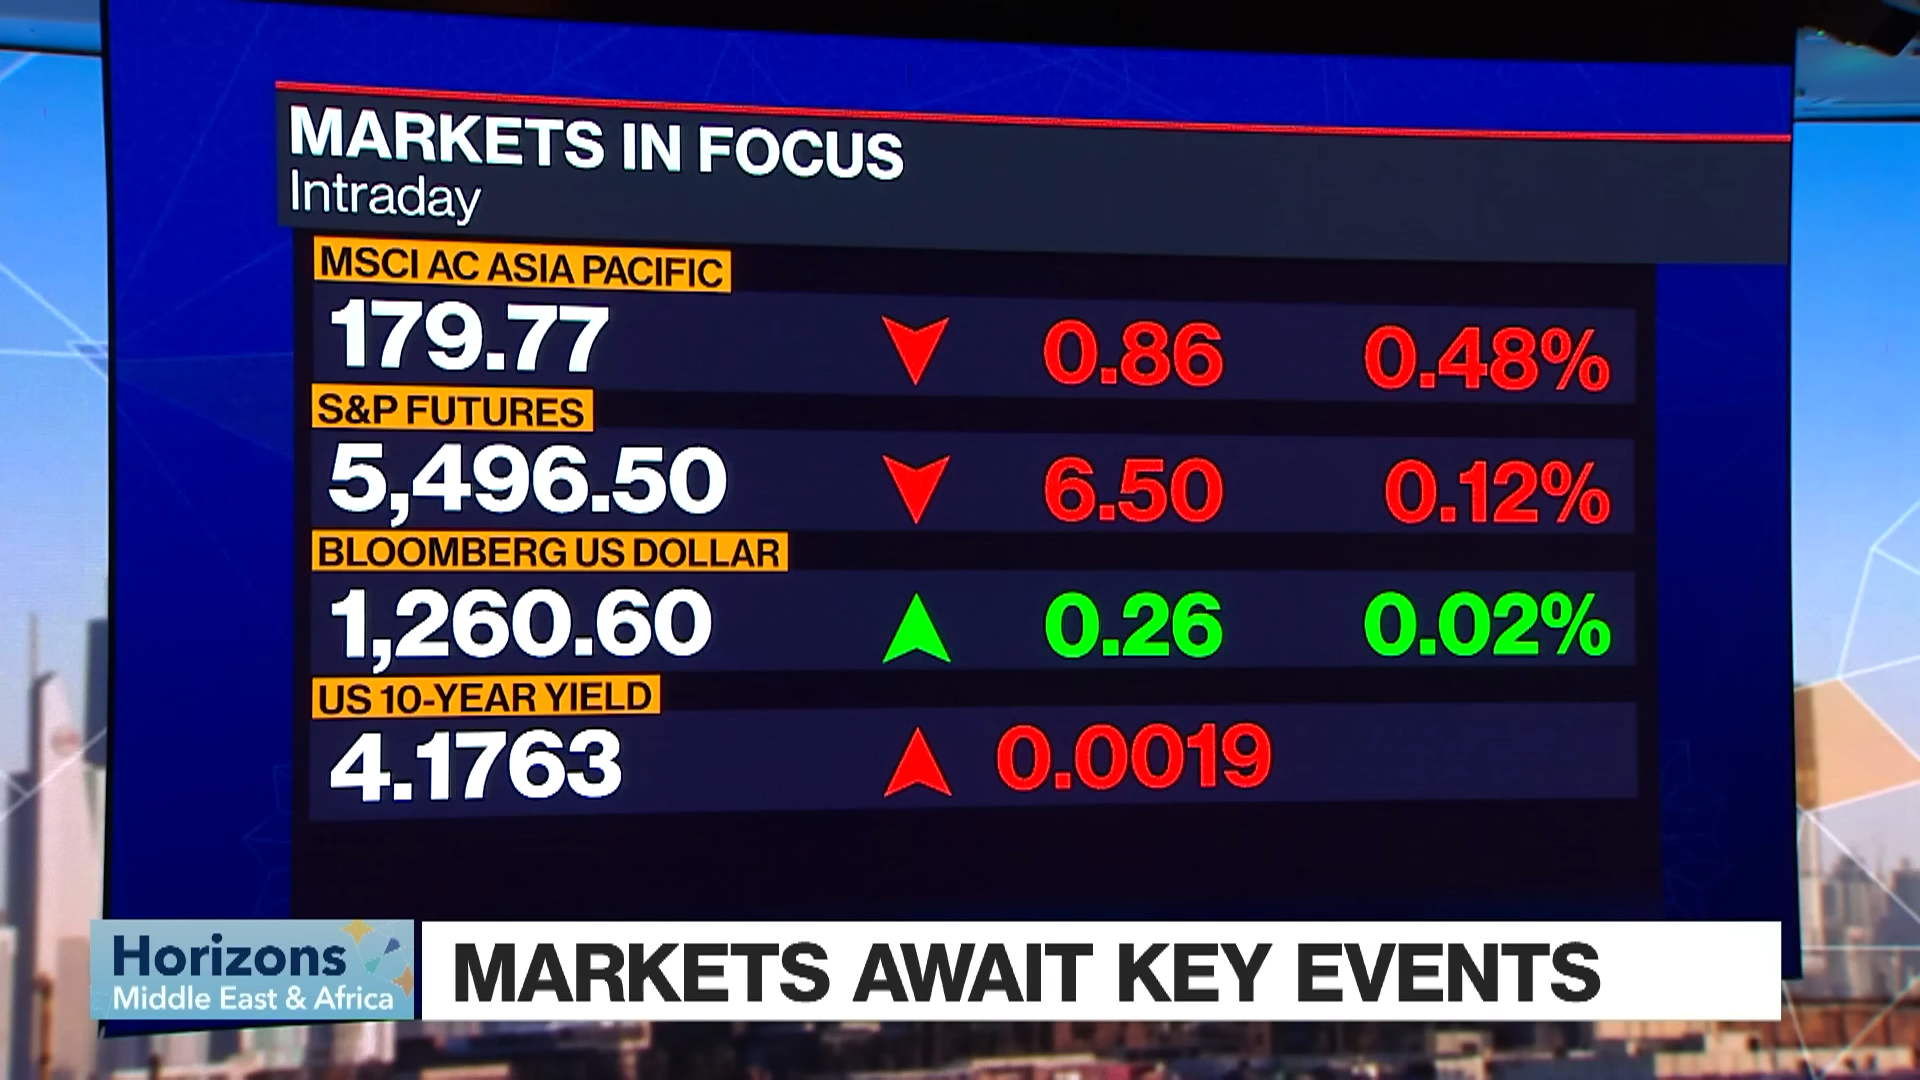 MARKETS IN FOCUS
Intraday
MSCI AC ASIA PACIFIC
179.77 0.86 0.48%
S&P FUTURES
5,496.50 6.50 0.12%
BLOOMBERG US DOLLAR
1,260.60 0.26 0.02%
US 10-YEAR YIELD
4.1763 0.0019
Horizons
Middle East & Africa
MARKETS AWAIT KEY EVENTS